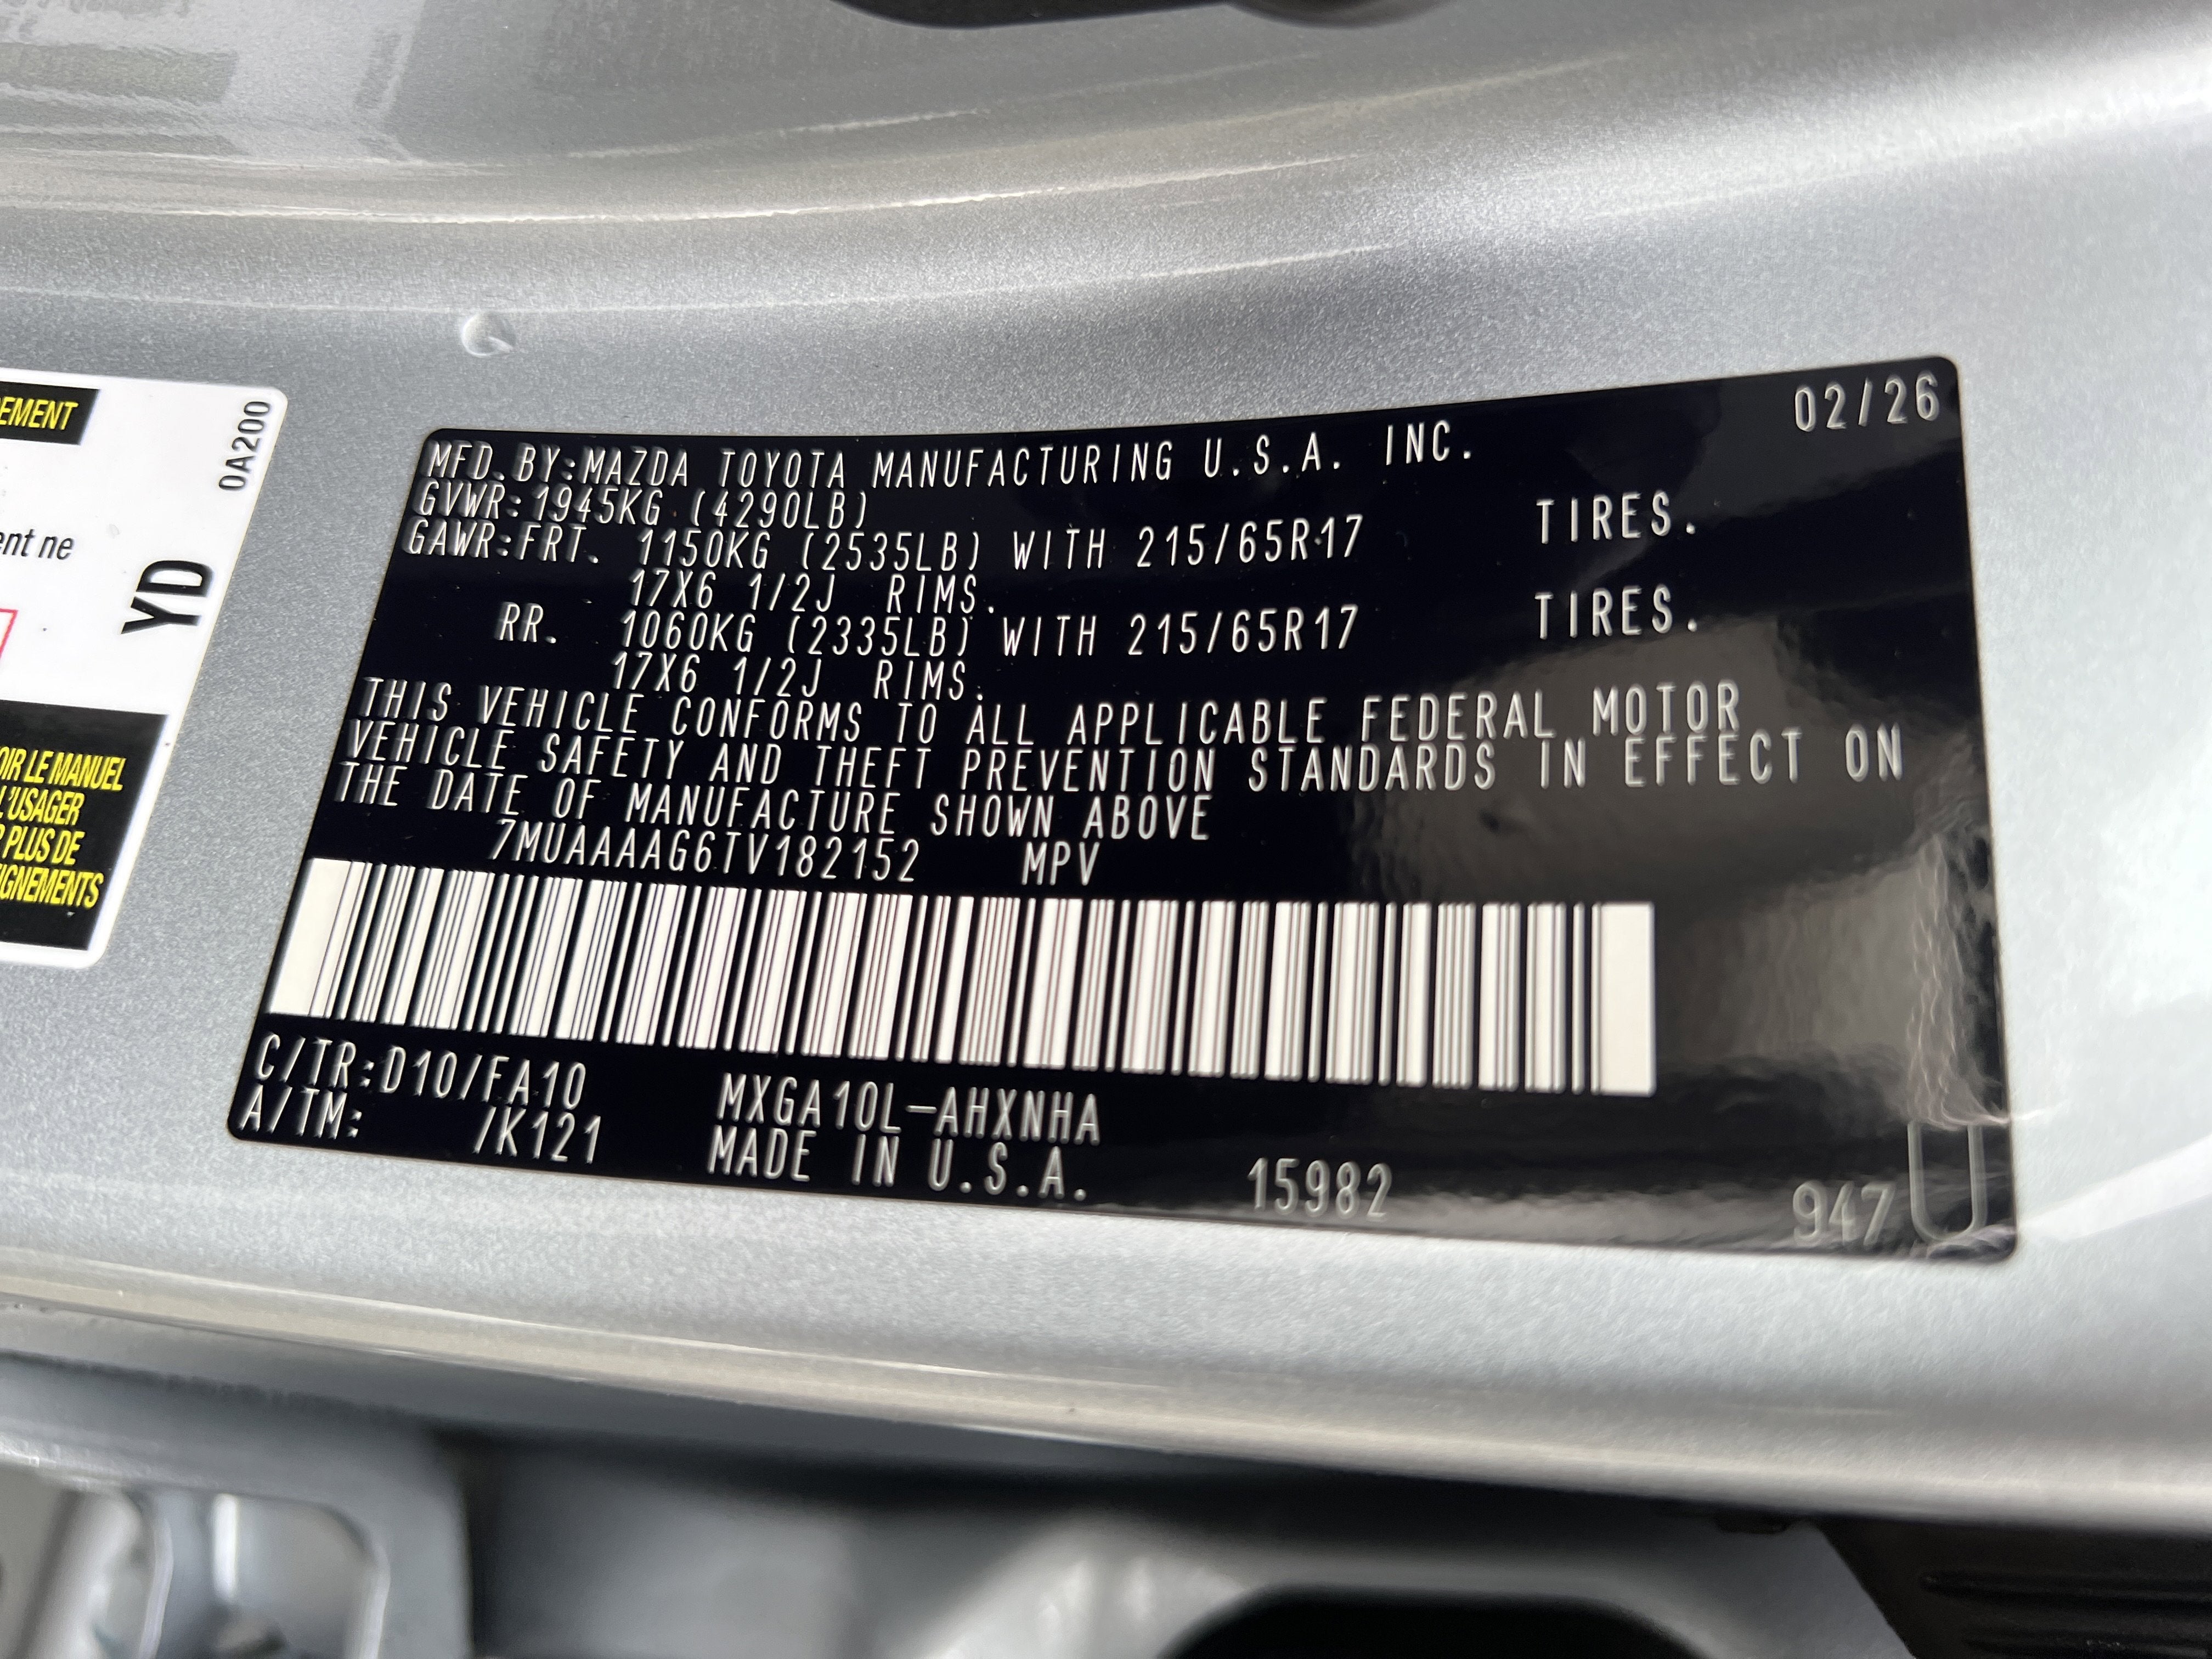 EMENT
0A200
ent ne
YD
OIR LE MANUEL
L'USAGER
PLUS DE
IGNEMENTS
02/26
MFD. BY:MAZDA TOYOTA MANUFACTURING U.S.A. INC.
GVWR:1945KG (4290LB)
GAWR:FRT. 1150KG (2535LB) WITH 215/65R17 TIRES.
17X6 1/2J RIMS.
RR. 1060KG (2335LB) WITH 215/65R17 TIRES.
17X6 1/2J RIMS.
THIS VEHICLE CONFORMS TO ALL APPLICABLE FEDERAL MOTOR
VEHICLE SAFETY AND THEFT PREVENTION STANDARDS IN EFFECT ON
THE DATE OF MANUFACTURE SHOWN ABOVE
7MUAAAAG6TV182152 MPV
C/TR:D10/FA10 MXGA10L-AHXNHA
A/TM: /K121 MADE IN U.S.A. 15982 947 U